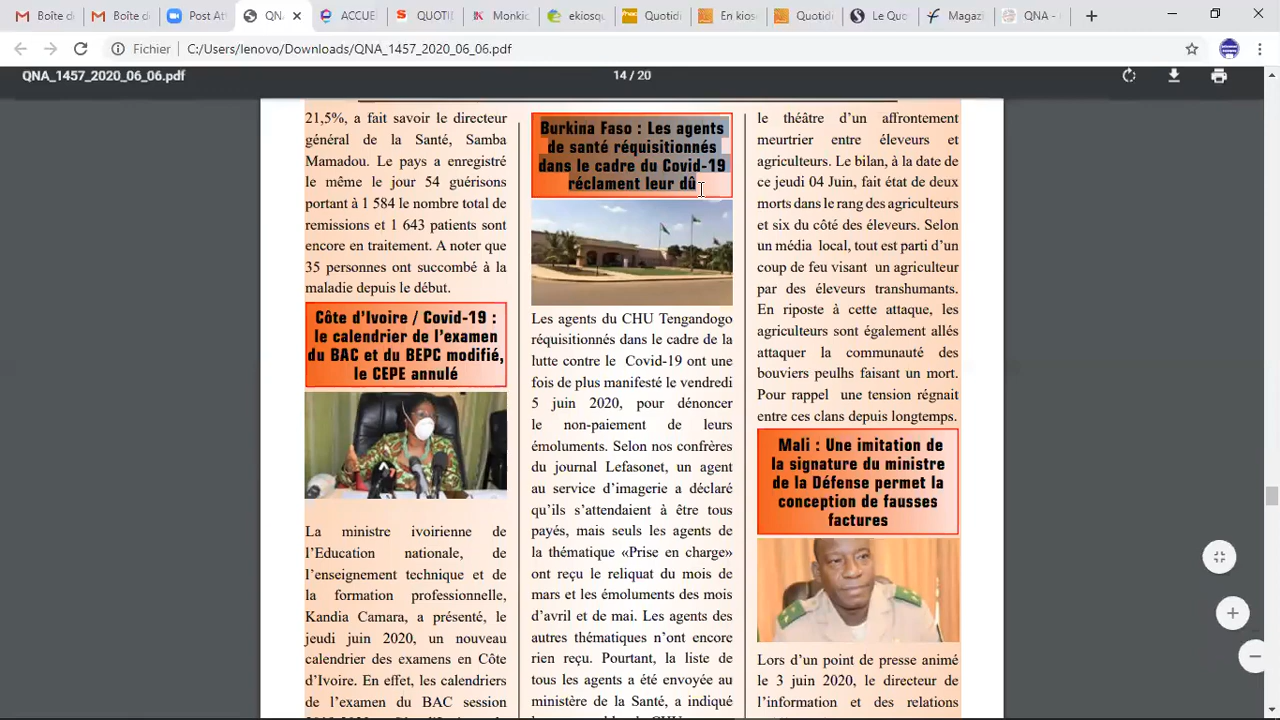 Boîte d
Boîte de
Post Att
QNA
ACCUE
QUOTI
Monkic
ekiosq
Quotidi
En kios
Quotidi
Le Quo
Magazi
QNA -
Fichier
C:/Users/lenovo/Downloads/QNA_1457_2020_06_06.pdf
QNA_1457_2020_06_06.pdf
14 / 20
21,5%, a fait savoir le directeur
général de la Santé, Samba
Mamadou. Le pays a enregistré
le même le jour 54 guérisons
portant à 1 584 le nombre total de
remissions et 1 643 patients sont
encore en traitement. A noter que
35 personnes ont succombé à la
maladie depuis le début.
Côte d’Ivoire / Covid-19 :
le calendrier de l’examen
du BAC et du BEPC modifié,
le CEPE annulé
La ministre ivoirienne de
l’Education nationale, de
l’enseignement technique et de
la formation professionnelle,
Kandia Camara, a présenté, le
jeudi juin 2020, un nouveau
calendrier des examens en Côte
d’Ivoire. En effet, les calendriers
de l’examen du BAC session
Burkina Faso : Les agents
de santé réquisitionnés
dans le cadre du Covid-19
réclament leur dû
Les agents du CHU Tengandogo
réquisitionnés dans le cadre de la
lutte contre le Covid-19 ont une
fois de plus manifesté le vendredi
5 juin 2020, pour dénoncer
le non-paiement de leurs
émoluments. Selon nos confrères
du journal Lefasonet, un agent
au service d’imagerie a déclaré
qu’ils s’attendaient à être tous
payés, mais seuls les agents de
la thématique «Prise en charge»
ont reçu le reliquat du mois de
mars et les émoluments des mois
d’avril et de mai. Les agents des
autres thématiques n’ont encore
rien reçu. Pourtant, la liste de
tous les agents a été envoyée au
ministère de la Santé, a indiqué
le théâtre d’un affrontement
meurtrier entre éleveurs et
agriculteurs. Le bilan, à la date de
ce jeudi 04 Juin, fait état de deux
morts dans le rang des agriculteurs
et six du côté des éleveurs. Selon
un média local, tout est parti d’un
coup de feu visant un agriculteur
par des éleveurs transhumants.
En riposte à cette attaque, les
agriculteurs sont également allés
attaquer la communauté des
bouviers peulhs faisant un mort.
Pour rappel une tension régnait
entre ces clans depuis longtemps.
Mali : Une imitation de
la signature du ministre
de la Défense permet la
conception de fausses
factures
Lors d’un point de presse animé
le 3 juin 2020, le directeur de
l’information et des relations